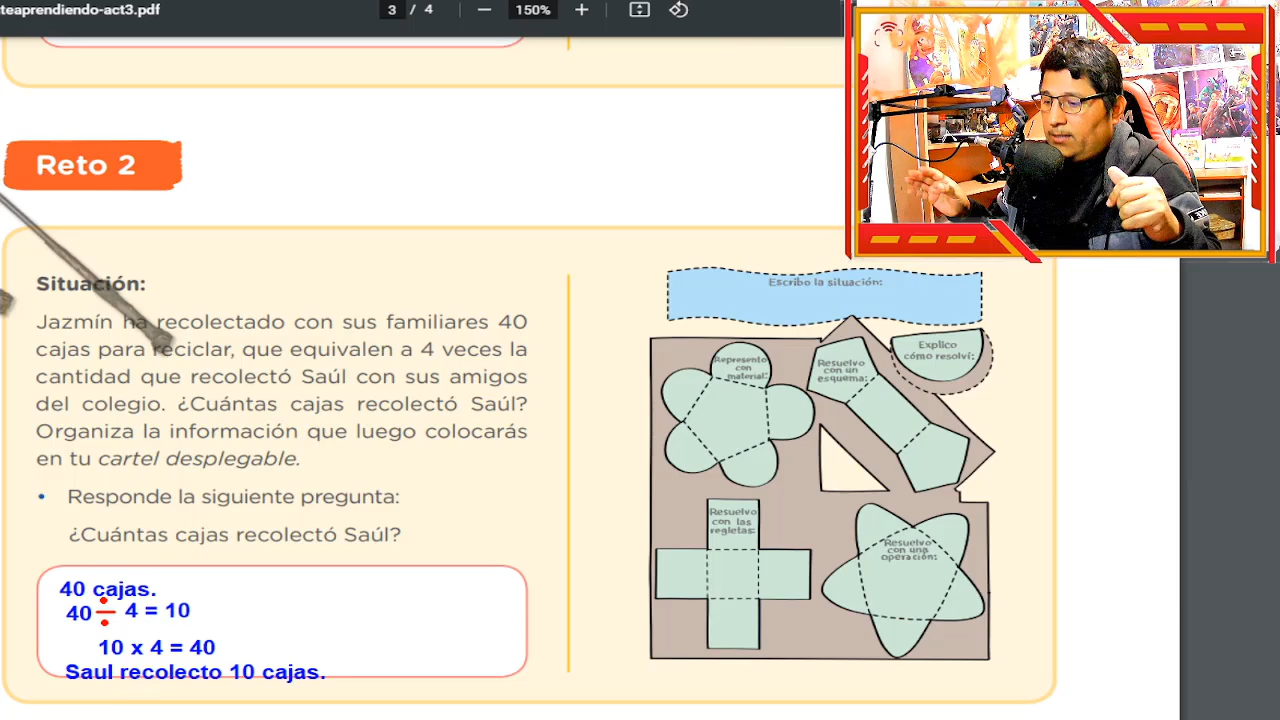 teaprendiendo-act3.pdf
3 / 4
150%
Reto 2
Situación:
Jazmín ha recolectado con sus familiares 40
cajas para reciclar, que equivalen a 4 veces la
cantidad que recolectó Saúl con sus amigos
del colegio. ¿Cuántas cajas recolectó Saúl?
Organiza la información que luego colocarás
en tu cartel desplegable.
• Responde la siguiente pregunta:
¿Cuántas cajas recolectó Saúl?
40 cajas.
40 ÷ 4 = 10
10 x 4 = 40
Saul recolecto 10 cajas.
Escribo la situación:
Represento
con
material:
Resuelvo
con un
esquema:
Explico
cómo resolví:
Resuelvo
con las
regletas:
Resuelvo
con una
operación: